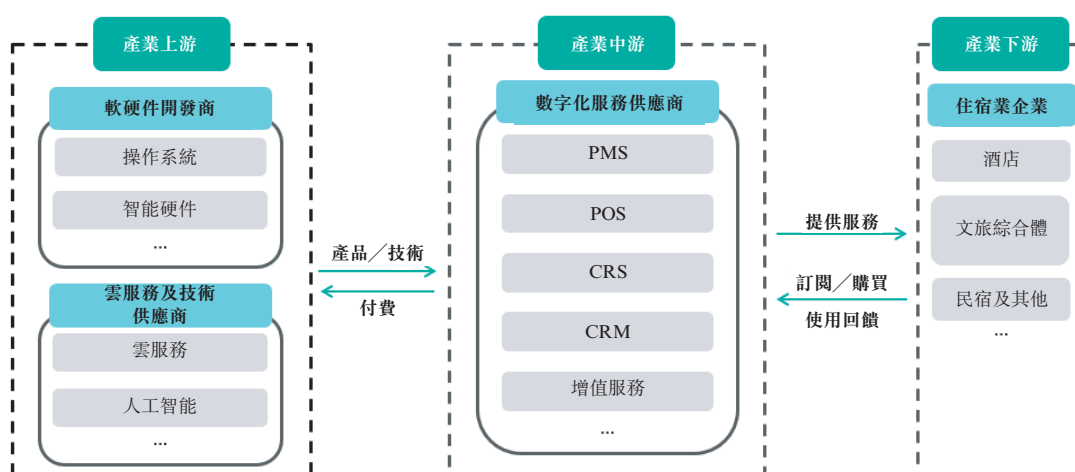 產業上游
軟硬件開發商
操作系統
智能硬件
...
雲服務及技術
供應商
雲服務
人工智能
...
產品／技術
付費
產業中游
數字化服務供應商
PMS
POS
CRS
CRM
增值服務
...
提供服務
訂閱／購買
使用回饋
產業下游
住宿業企業
酒店
文旅綜合體
民宿及其他
...